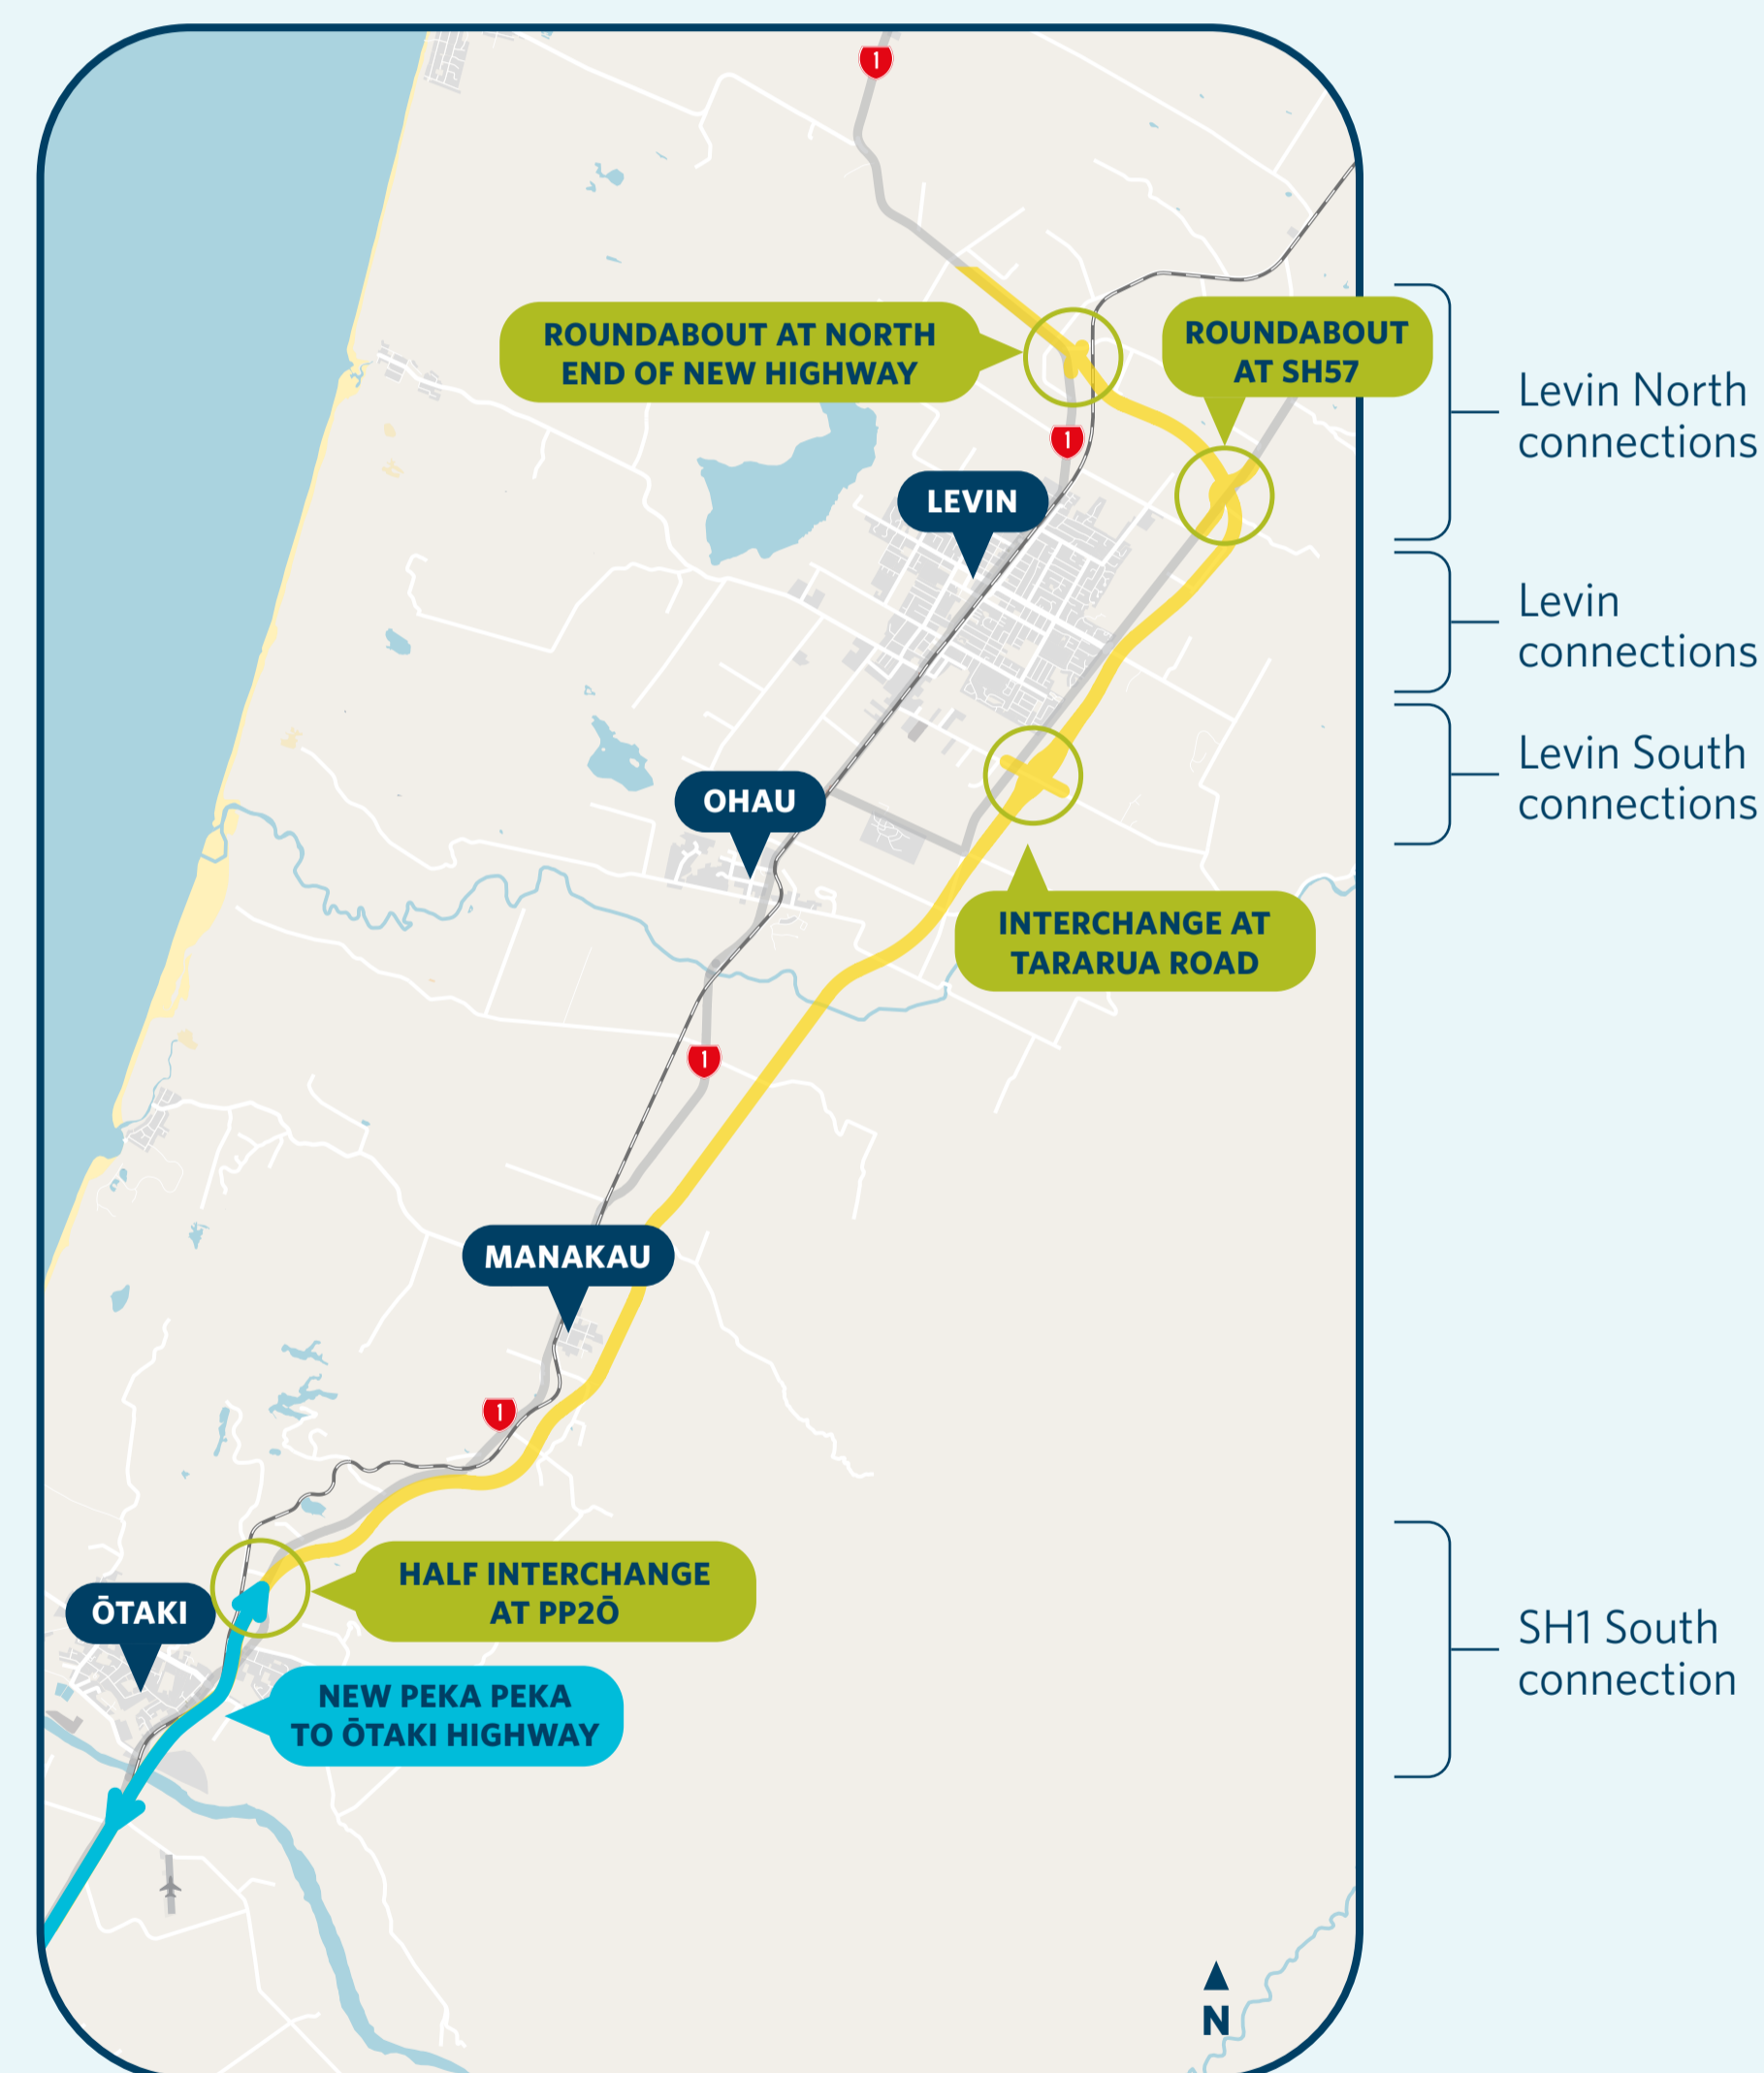 1
ROUNDABOUT AT NORTH
END OF NEW HIGHWAY
ROUNDABOUT
AT SH57
Levin North
connections
1
LEVIN
Levin
connections
Levin South
connections
OHAU
INTERCHANGE AT
TARARUA ROAD
1
MANAKAU
1
HALF INTERCHANGE
AT PP2Ō
ŌTAKI
SH1 South
connection
NEW PEKA PEKA
TO ŌTAKI HIGHWAY
N